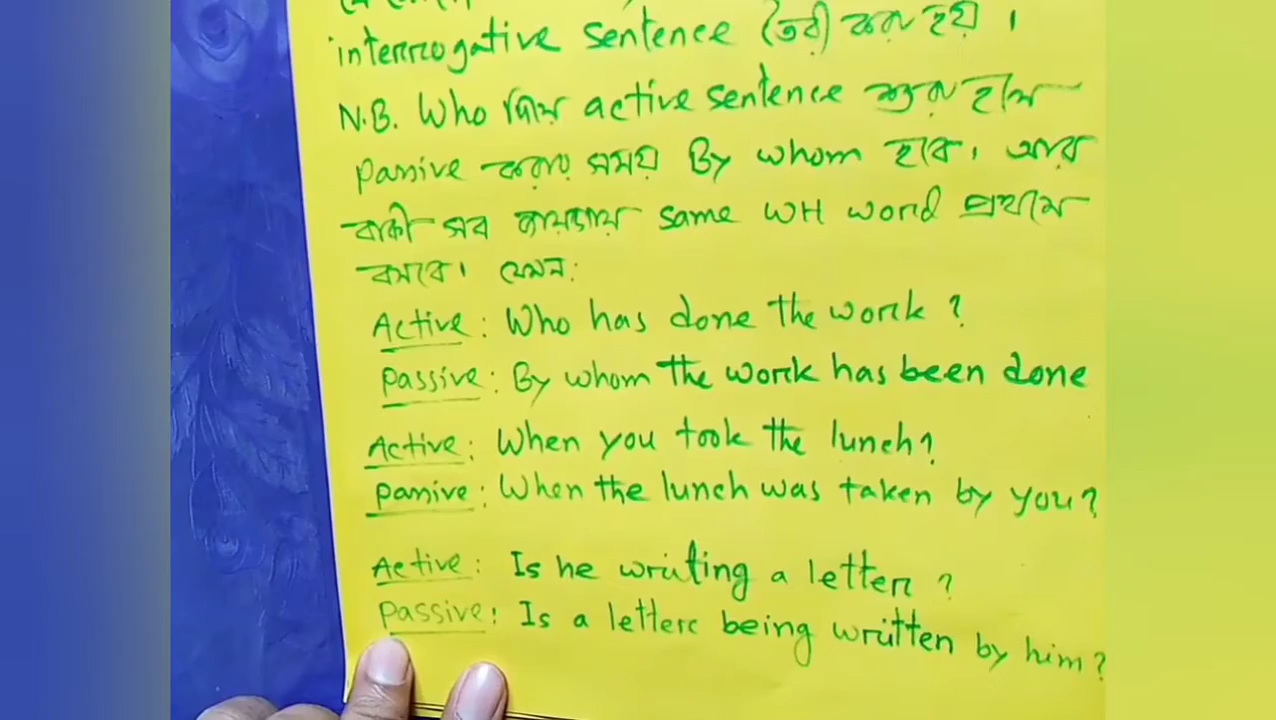 interrogative sentence তৈরী করা হয় ।
N.B. Who দিয়ে active sentence শুরু হলে
passive করার সময় By whom হবে। আর
বাকী সব জায়গায় same WH word প্রথমে
বসবে। যেমন:
Active: Who has done the work ?
Passive: By whom the work has been done
Active: When you took the lunch?
Passive: When the lunch was taken by you?
Active: Is he writing a letter ?
Passive: Is a letter being written by him?